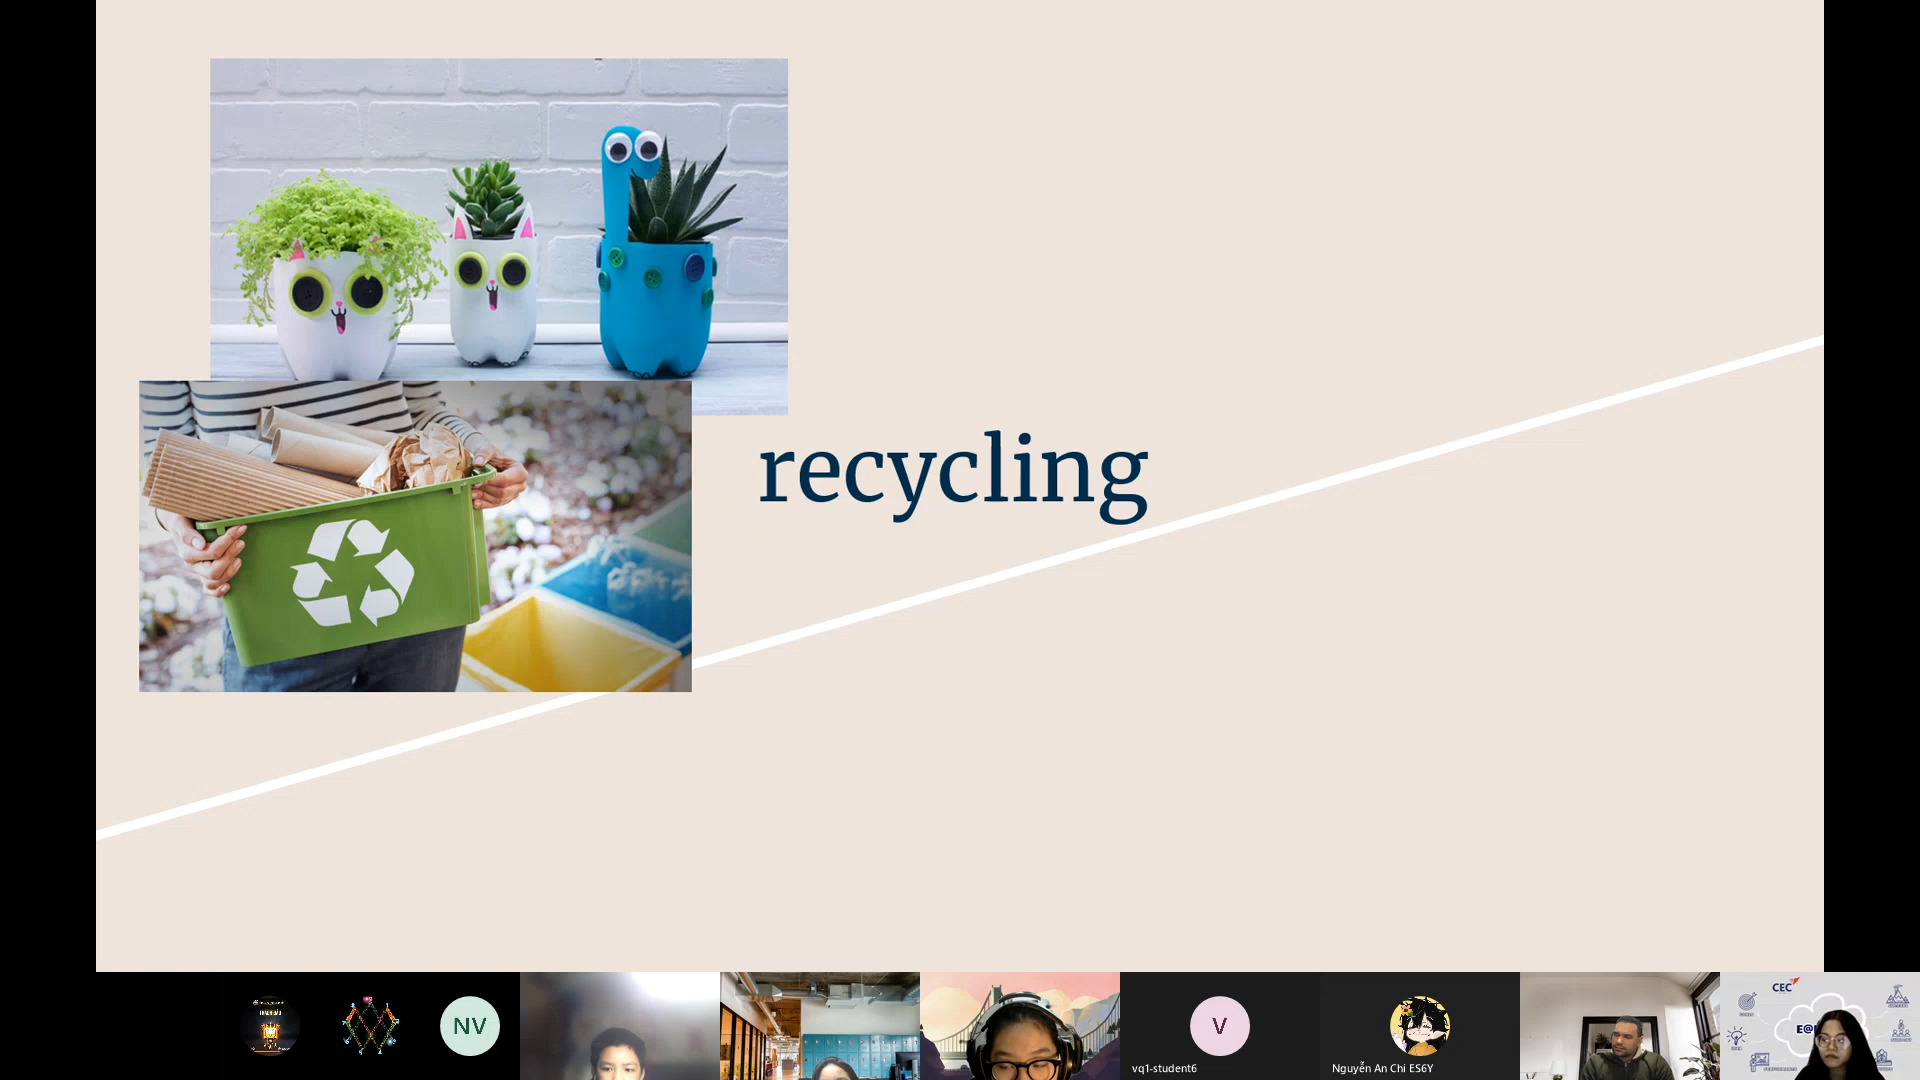 recycling
NV
V
vq1-student6
Nguyễn An Chi ES6Y
CEC